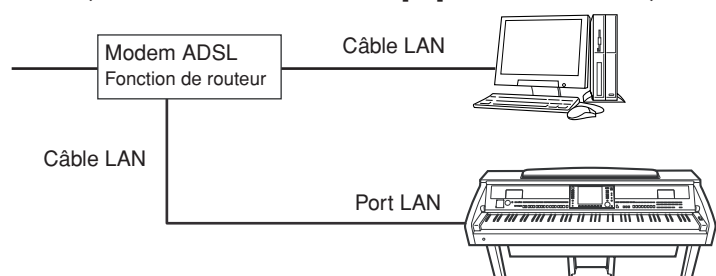 Modem ADSL
Fonction de routeur
Câble LAN
Câble LAN
Port LAN